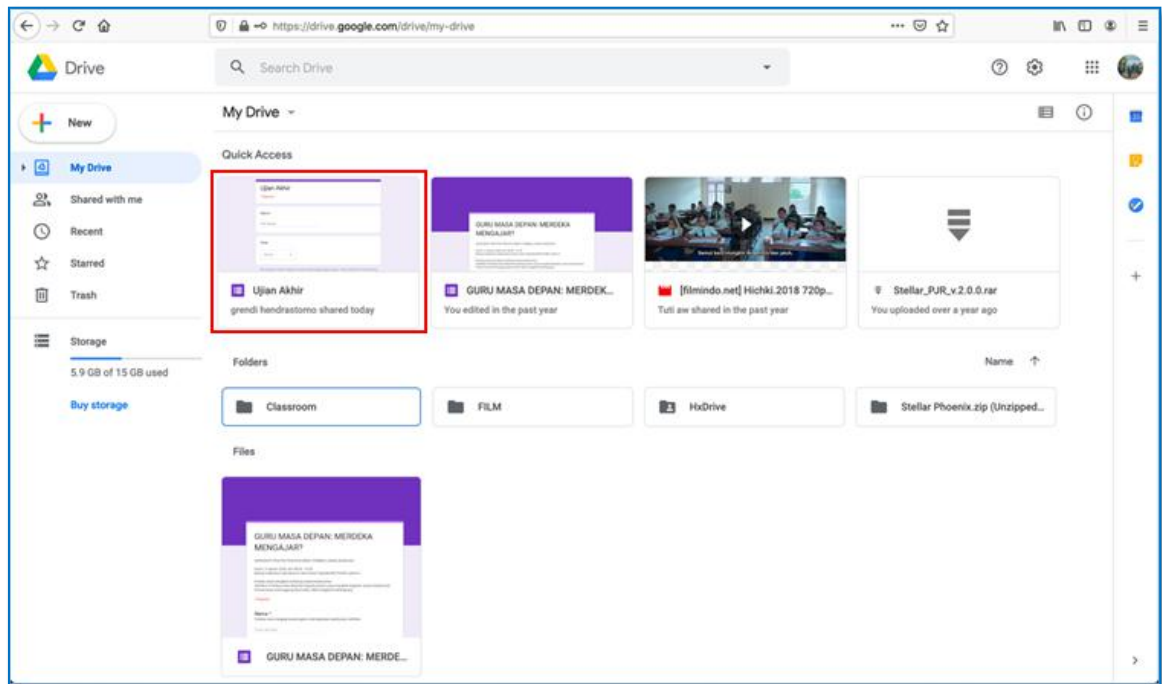 https://drive.google.com/drive/my-drive
Drive
Search Drive
New
My Drive
My Drive
Shared with me
Recent
Starred
Trash
Storage
5.9 GB of 15 GB used
Buy storage
Quick Access
Ujian Akhir
Ujian Akhir
grendi hendrastomo shared today
GURU MASA DEPAN: MERDEKA
MENGAJAR?
GURU MASA DEPAN: MERDEK...
You edited in the past year
[filmindo.net] Hichki.2018 720p...
Tuti aw shared in the past year
Stellar_PJR_v.2.0.0.rar
You uploaded over a year ago
Folders
Name
Classroom
FILM
HxDrive
Stellar Phoenix.zip (Unzipped...
Files
GURU MASA DEPAN: MERDEKA
MENGAJAR?
Nama *
GURU MASA DEPAN: MERDE...